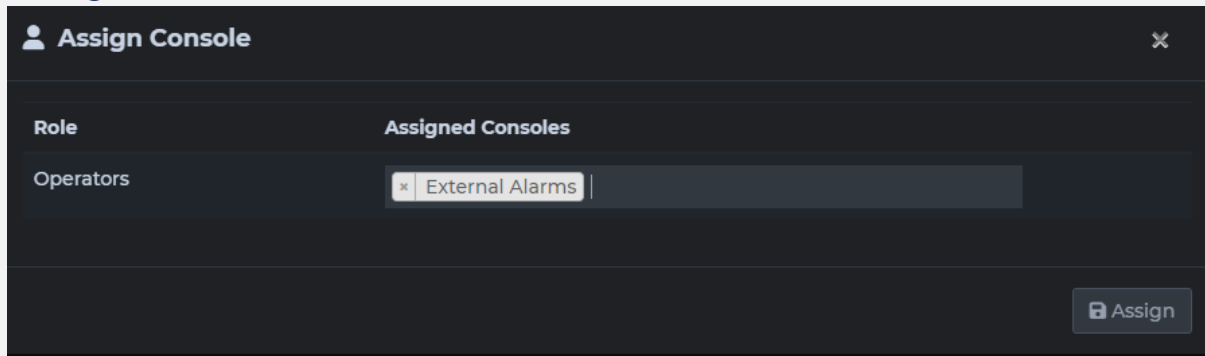 Assign Console
Role Assigned Consoles
Operators × External Alarms
Assign